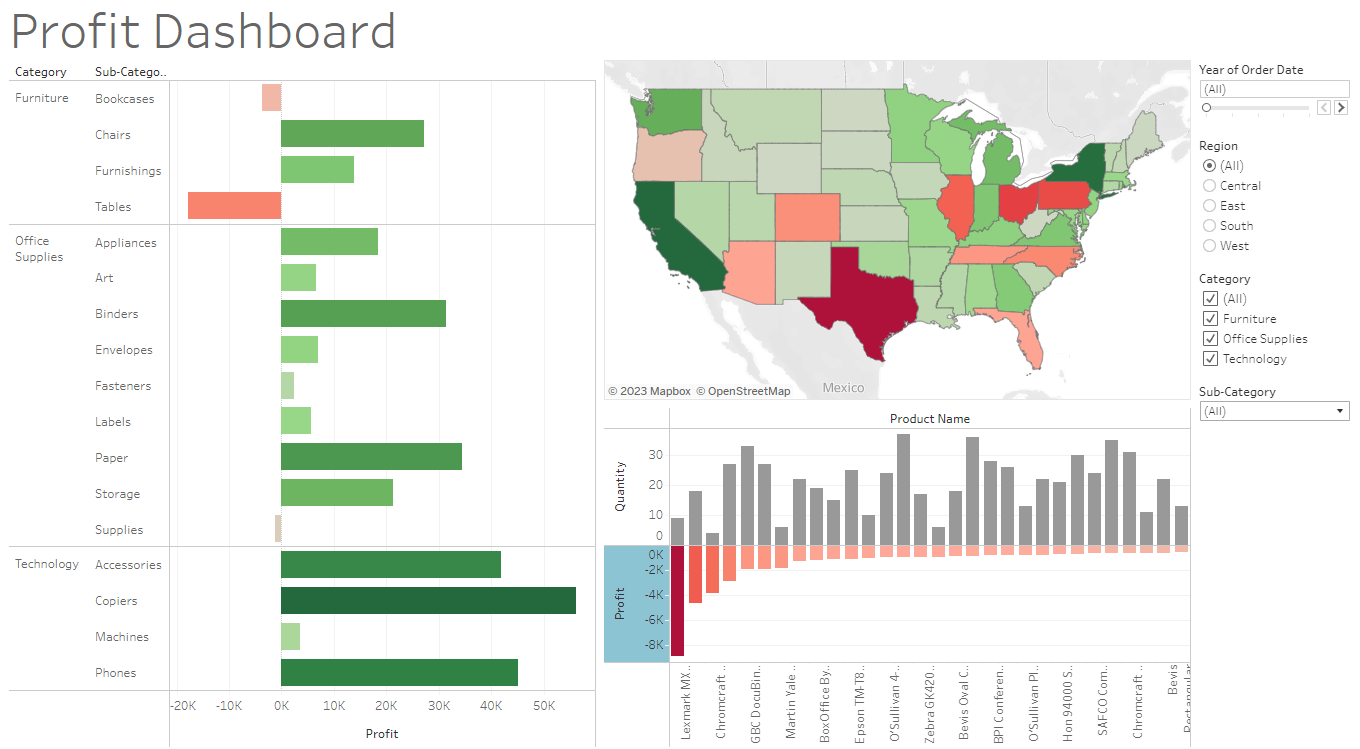 Profit Dashboard
Category Sub-Catego..
Furniture Bookcases
Chairs
Furnishings
Tables
Office Supplies Appliances
Art
Binders
Envelopes
Fasteners
Labels
Paper
Storage
Supplies
Technology Accessories
Copiers
Machines
Phones
-20K -10K 0K 10K 20K 30K 40K 50K
Profit
© 2023 Mapbox © OpenStreetMap
Mexico
Product Name
Quantity
30
20
10
0
Profit
0K
-2K
-4K
-6K
-8K
Lexmark MX..
Chromcraft ..
GBC DocuBin..
Martin Yale ..
BoxOffice By..
Epson TM-T8..
O'Sullivan 4-..
Zebra GK420..
Bevis Oval C..
BPI Conferen..
O'Sullivan Pl..
Hon 94000 S..
SAFCO Com..
Chromcraft ..
Bevis
Rectangular
Year of Order Date
(All)
Region
(All)
Central
East
South
West
Category
(All)
Furniture
Office Supplies
Technology
Sub-Category
(All)